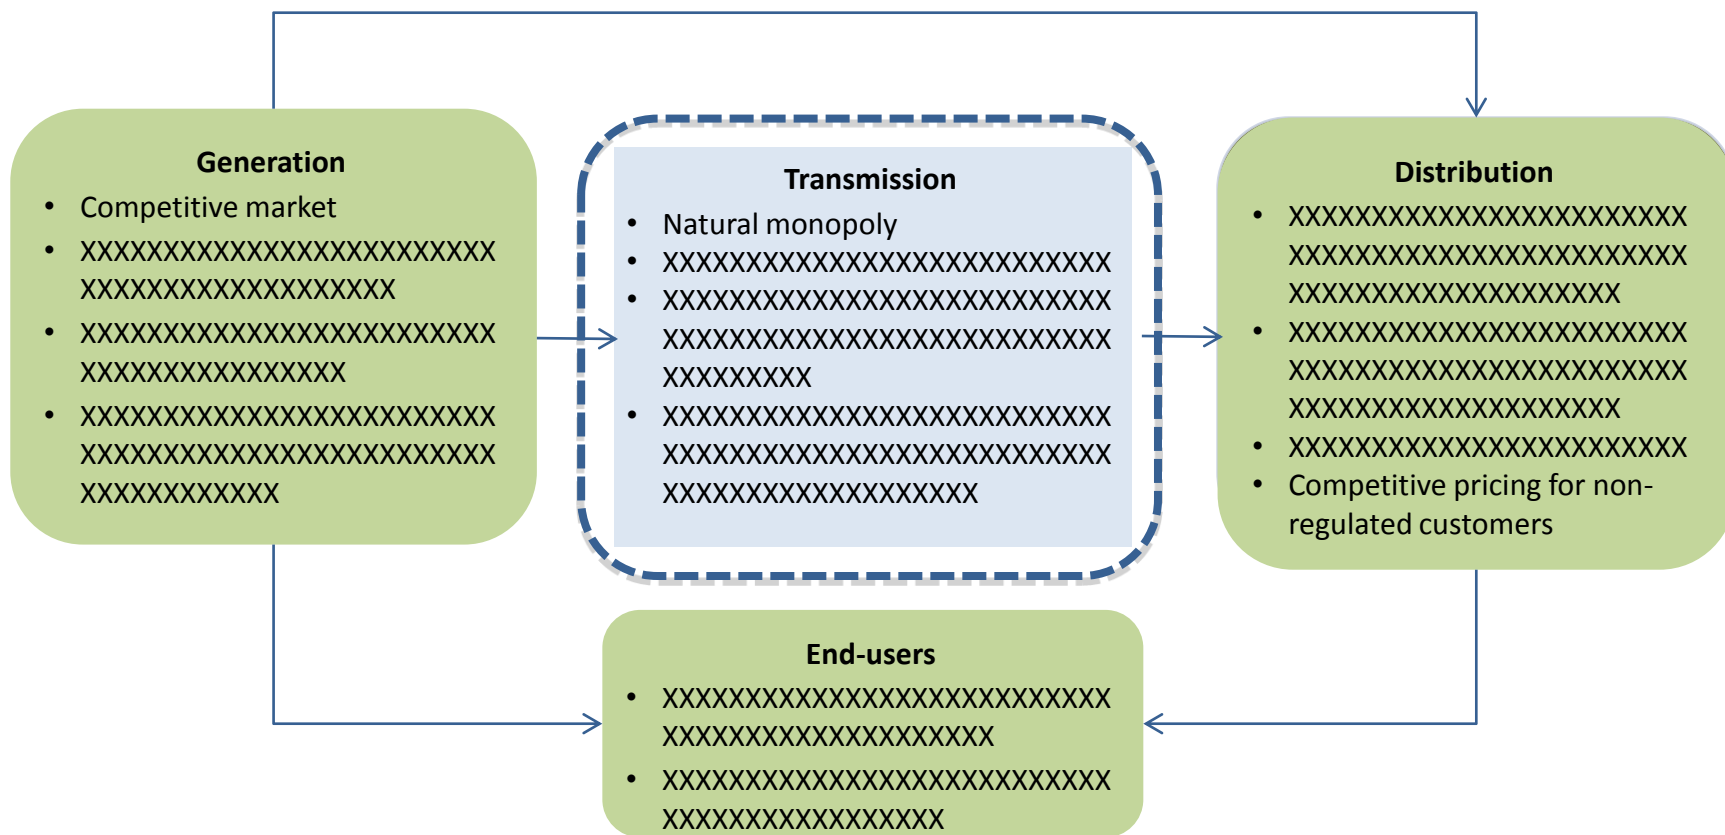 Generation
• Competitive market
• XXXXXXXXXXXXXXXXXXXXXXXXX
XXXXXXXXXXXXXXXXXXX
• XXXXXXXXXXXXXXXXXXXXXXXXX
XXXXXXXXXXXXXXXX
• XXXXXXXXXXXXXXXXXXXXXXXXX
XXXXXXXXXXXXXXXXXXXXXXXXX
XXXXXXXXXXXX
Transmission
• Natural monopoly
• XXXXXXXXXXXXXXXXXXXXXXXXXXX
• XXXXXXXXXXXXXXXXXXXXXXXXXXX
XXXXXXXXXXXXXXXXXXXXXXXXXXX
XXXXXXXXX
• XXXXXXXXXXXXXXXXXXXXXXXXXXX
XXXXXXXXXXXXXXXXXXXXXXXXXXX
XXXXXXXXXXXXXXXXXXX
Distribution
• XXXXXXXXXXXXXXXXXXXXXXXX
XXXXXXXXXXXXXXXXXXXXXXXX
XXXXXXXXXXXXXXXXXXXX
• XXXXXXXXXXXXXXXXXXXXXXXX
XXXXXXXXXXXXXXXXXXXXXXXX
XXXXXXXXXXXXXXXXXXXX
• XXXXXXXXXXXXXXXXXXXXXXXX
• Competitive pricing for non-
regulated customers
End-users
• XXXXXXXXXXXXXXXXXXXXXXXXXXX
XXXXXXXXXXXXXXXXXXXX
• XXXXXXXXXXXXXXXXXXXXXXXXXXX
XXXXXXXXXXXXXXXXX